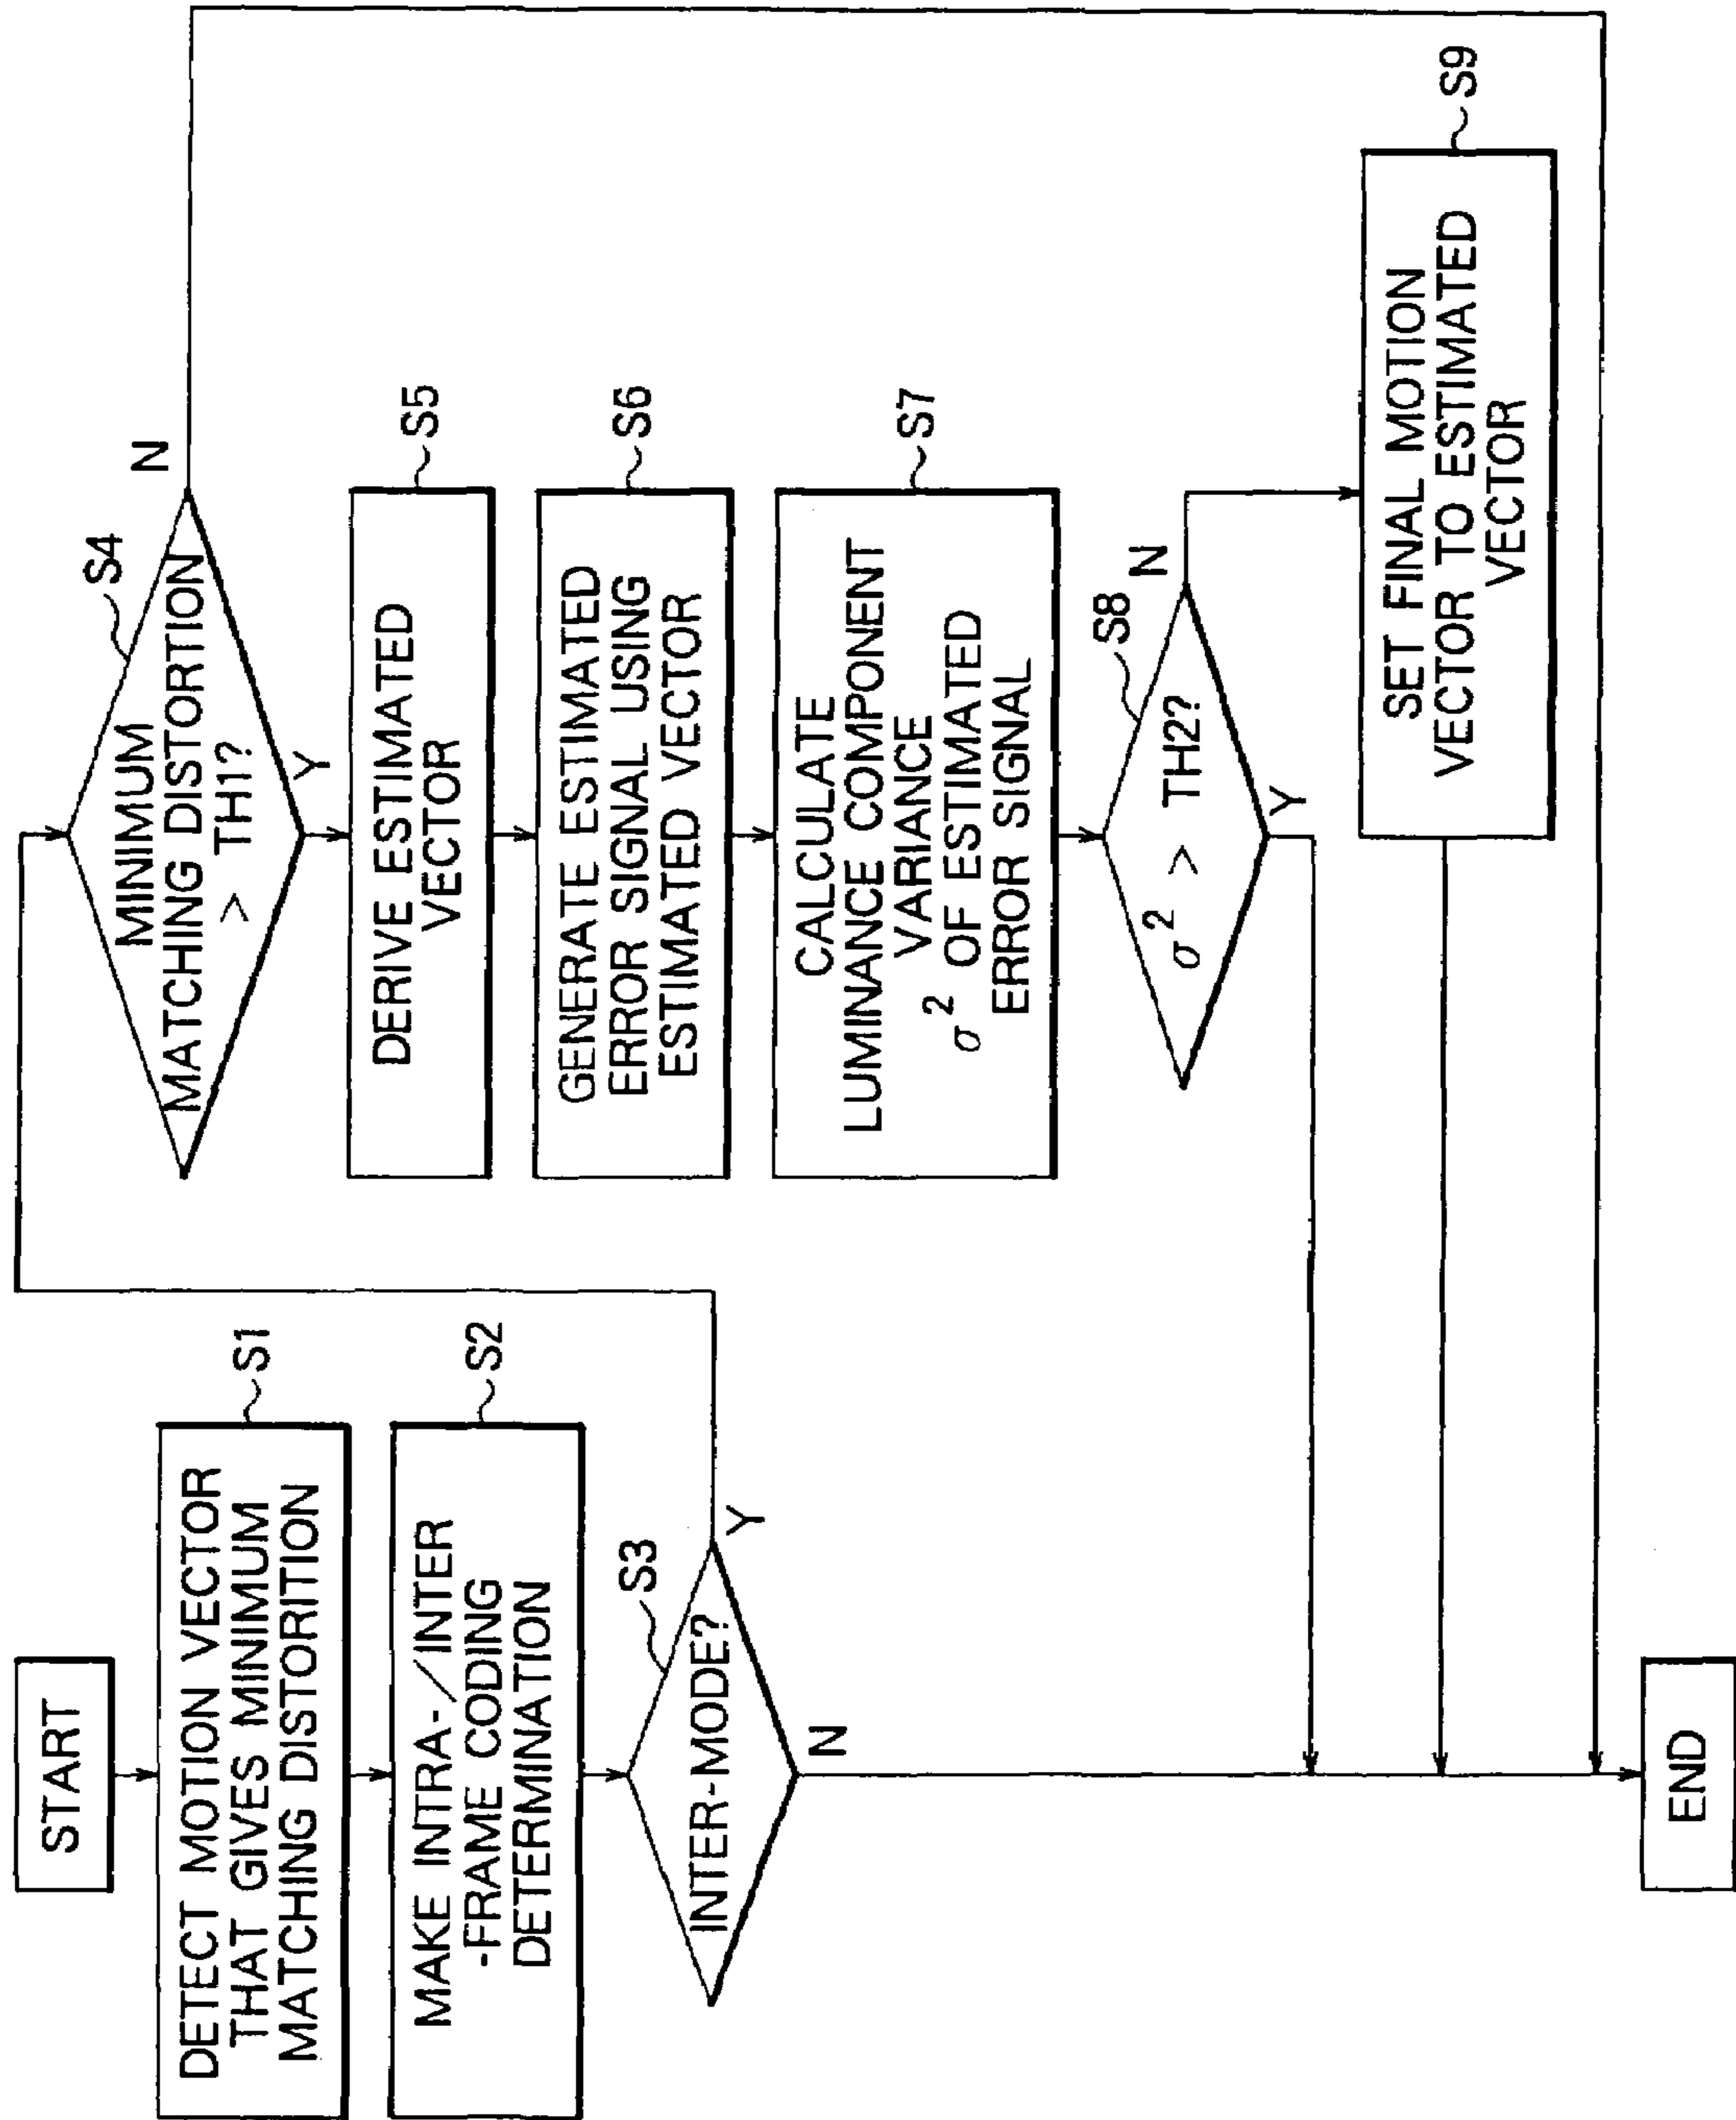 START
DETECT MOTION VECTOR
THAT GIVES MINIMUM
MATCHING DISTORITION
S1
MAKE INTRA-/INTER
-FRAME CODING
DETERMINATION
S2
INTER-MODE?
S3
Y
N
END
MINIMUM
MATCHING DISTORTION
> TH1?
S4
N
Y
DERIVE ESTIMATED
VECTOR
S5
GENERATE ESTIMATED
ERROR SIGNAL USING
ESTIMATED VECTOR
S6
CALCULATE
LUMINANCE COMPONENT
VARIANCE
σ² OF ESTIMATED
ERROR SIGNAL
S7
σ² > TH2?
S8
N
Y
SET FINAL MOTION
VECTOR TO ESTIMATED
VECTOR
S9